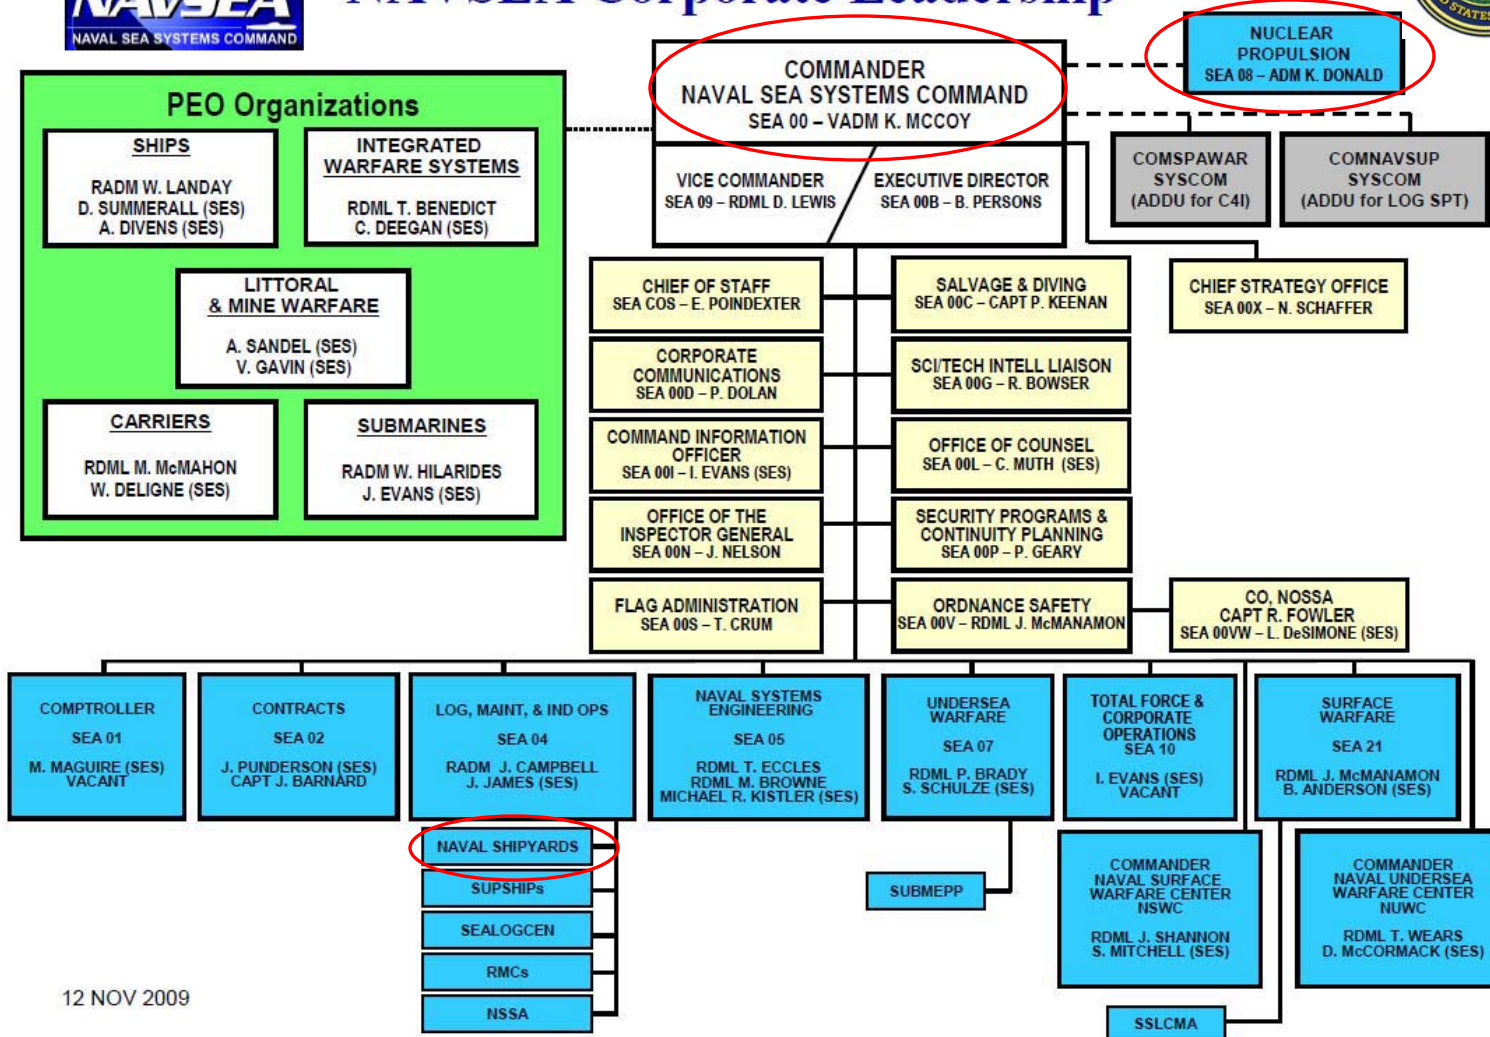 NAVSEA
NAVAL SEA SYSTEMS COMMAND
NAVSEA Corporate Leadership
STATES
NUCLEAR
PROPULSION
SEA 08 – ADM K. DONALD
COMMANDER
NAVAL SEA SYSTEMS COMMAND
SEA 00 – VADM K. MCCOY
VICE COMMANDER
SEA 09 – RDML D. LEWIS
EXECUTIVE DIRECTOR
SEA 00B – B. PERSONS
COMSPAWAR
SYSCOM
(ADDU for C4I)
COMNAVSUP
SYSCOM
(ADDU for LOG SPT)
PEO Organizations
SHIPS
RADM W. LANDAY
D. SUMMERALL (SES)
A. DIVENS (SES)
INTEGRATED
WARFARE SYSTEMS
RDML T. BENEDICT
C. DEEGAN (SES)
LITTORAL
& MINE WARFARE
A. SANDEL (SES)
V. GAVIN (SES)
CARRIERS
RDML M. McMAHON
W. DELIGNE (SES)
SUBMARINES
RADM W. HILARIDES
J. EVANS (SES)
CHIEF OF STAFF
SEA COS – E. POINDEXTER
SALVAGE & DIVING
SEA 00C – CAPT P. KEENAN
CHIEF STRATEGY OFFICE
SEA 00X – N. SCHAFFER
CORPORATE
COMMUNICATIONS
SEA 00D – P. DOLAN
SCI/TECH INTELL LIAISON
SEA 00G – R. BOWSER
COMMAND INFORMATION
OFFICER
SEA 00I – I. EVANS (SES)
OFFICE OF COUNSEL
SEA 00L – C. MUTH (SES)
OFFICE OF THE
INSPECTOR GENERAL
SEA 00N – J. NELSON
SECURITY PROGRAMS &
CONTINUITY PLANNING
SEA 00P – P. GEARY
FLAG ADMINISTRATION
SEA 00S – T. CRUM
ORDNANCE SAFETY
SEA 00V – RDML J. McMANAMON
CO, NOSSA
CAPT R. FOWLER
SEA 00VW – L. DeSIMONE (SES)
COMPTROLLER
SEA 01
M. MAGUIRE (SES)
VACANT
CONTRACTS
SEA 02
J. PUNDERSON (SES)
CAPT J. BARNARD
LOG, MAINT, & IND OPS
SEA 04
RADM J. CAMPBELL
J. JAMES (SES)
NAVAL SYSTEMS
ENGINEERING
SEA 05
RDML T. ECCLES
RDML M. BROWNE
MICHAEL R. KISTLER (SES)
UNDERSEA
WARFARE
SEA 07
RDML P. BRADY
S. SCHULZE (SES)
TOTAL FORCE &
CORPORATE
OPERATIONS
SEA 10
I. EVANS (SES)
VACANT
SURFACE
WARFARE
SEA 21
RDML J. McMANAMON
B. ANDERSON (SES)
NAVAL SHIPYARDS
SUPSHIPs
SEALOGCEN
RMCs
NSSA
SUBMEPP
COMMANDER
NAVAL SURFACE
WARFARE CENTER
NSWC
RDML J. SHANNON
S. MITCHELL (SES)
COMMANDER
NAVAL UNDERSEA
WARFARE CENTER
NUWC
RDML T. WEARS
D. McCORMACK (SES)
SSLCMA
12 NOV 2009